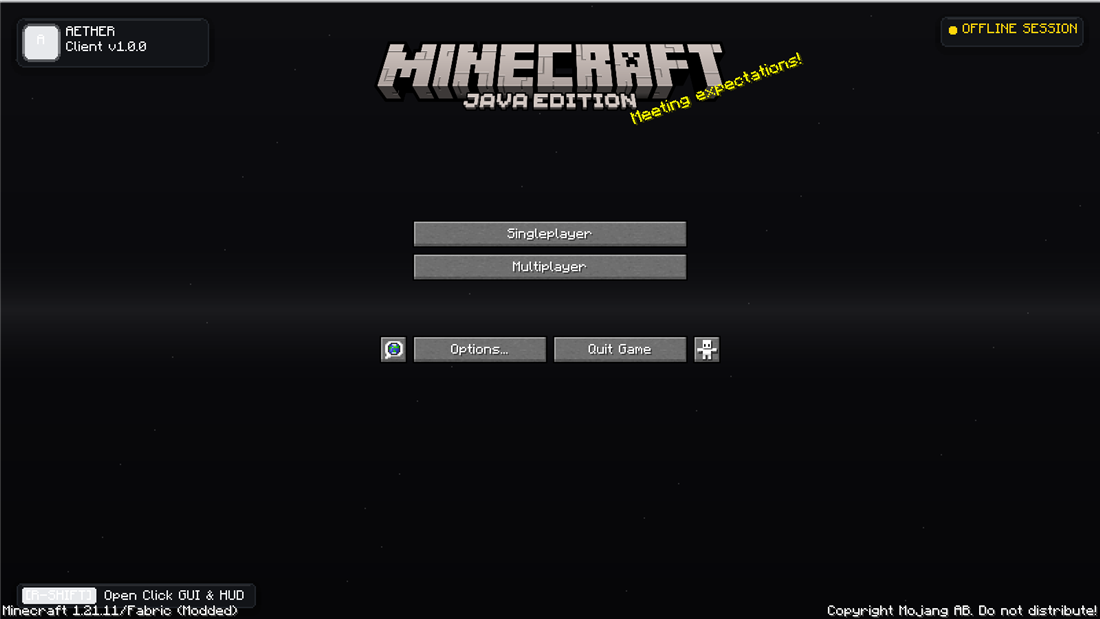 A
AETHER
Client v1.0.0
OFFLINE SESSION
MINECRAFT
JAVA EDITION
Meeting expectations!
Singleplayer
Multiplayer
Options...
Quit Game
[R-SHIFT] Open Click GUI & HUD
Minecraft 1.21.11/Fabric (Modded)
Copyright Mojang AB. Do not distribute!